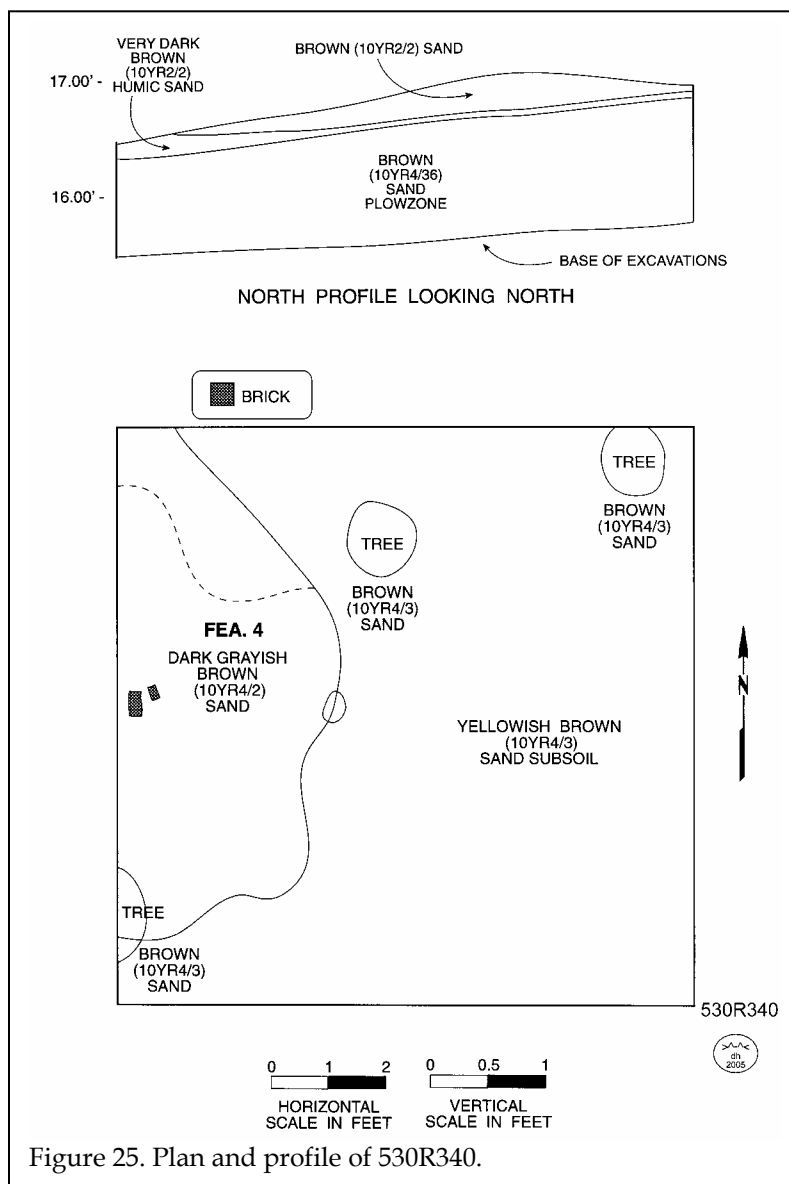 VERY DARK
BROWN
(10YR2/2)
HUMIC SAND
BROWN (10YR2/2) SAND
17.00' -
BROWN
(10YR4/36)
SAND
PLOWZONE
16.00' -
BASE OF EXCAVATIONS
NORTH PROFILE LOOKING NORTH
BRICK
TREE
BROWN
(10YR4/3)
SAND
TREE
BROWN
(10YR4/3)
SAND
FEA. 4
DARK GRAYISH
BROWN
(10YR4/2)
SAND
N
YELLOWISH BROWN
(10YR4/3)
SAND SUBSOIL
TREE
BROWN
(10YR4/3)
SAND
530R340
dh
2005
0 1 2
HORIZONTAL
SCALE IN FEET
0 0.5 1
VERTICAL
SCALE IN FEET
Figure 25. Plan and profile of 530R340.